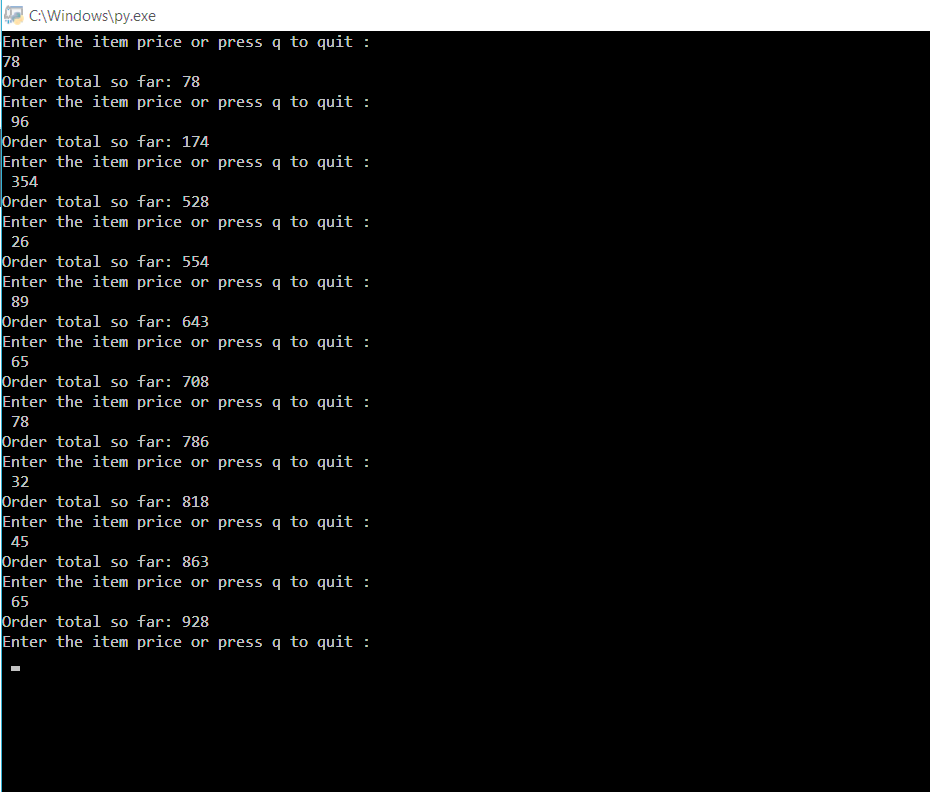 C:\Windows\py.exe
Enter the item price or press q to quit :
78
Order total so far: 78
Enter the item price or press q to quit :
96
Order total so far: 174
Enter the item price or press q to quit :
354
Order total so far: 528
Enter the item price or press q to quit :
26
Order total so far: 554
Enter the item price or press q to quit :
89
Order total so far: 643
Enter the item price or press q to quit :
65
Order total so far: 708
Enter the item price or press q to quit :
78
Order total so far: 786
Enter the item price or press q to quit :
32
Order total so far: 818
Enter the item price or press q to quit :
45
Order total so far: 863
Enter the item price or press q to quit :
65
Order total so far: 928
Enter the item price or press q to quit :